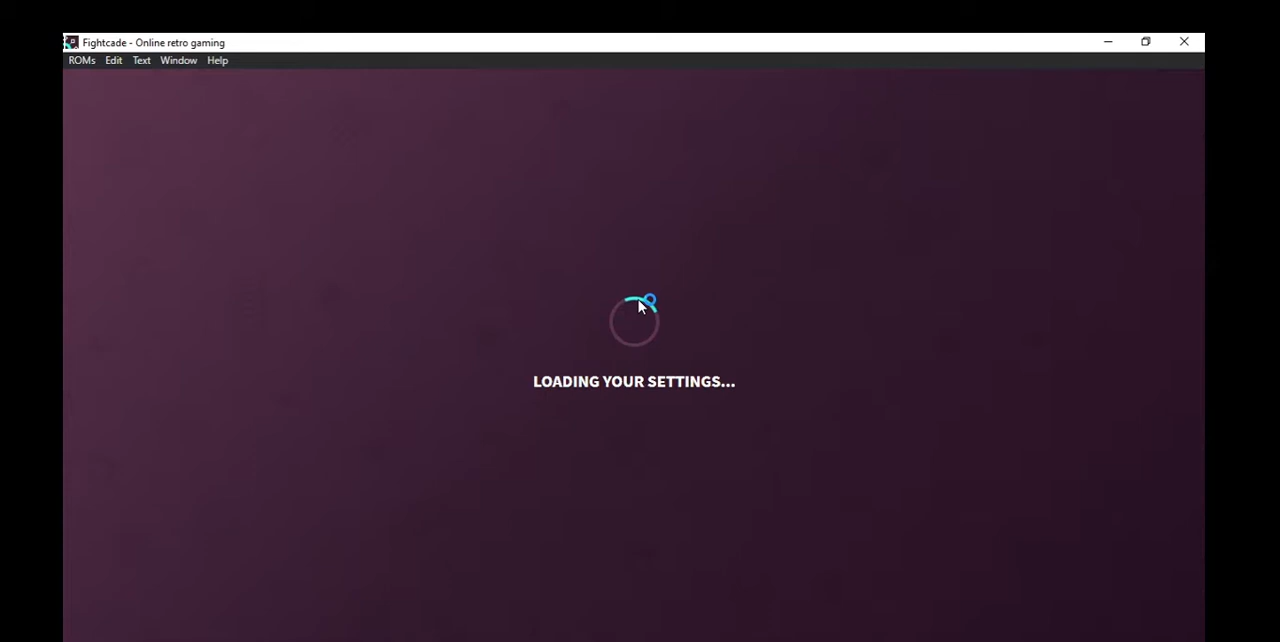 Fightcade - Online retro gaming
ROMs Edit Text Window Help
LOADING YOUR SETTINGS...